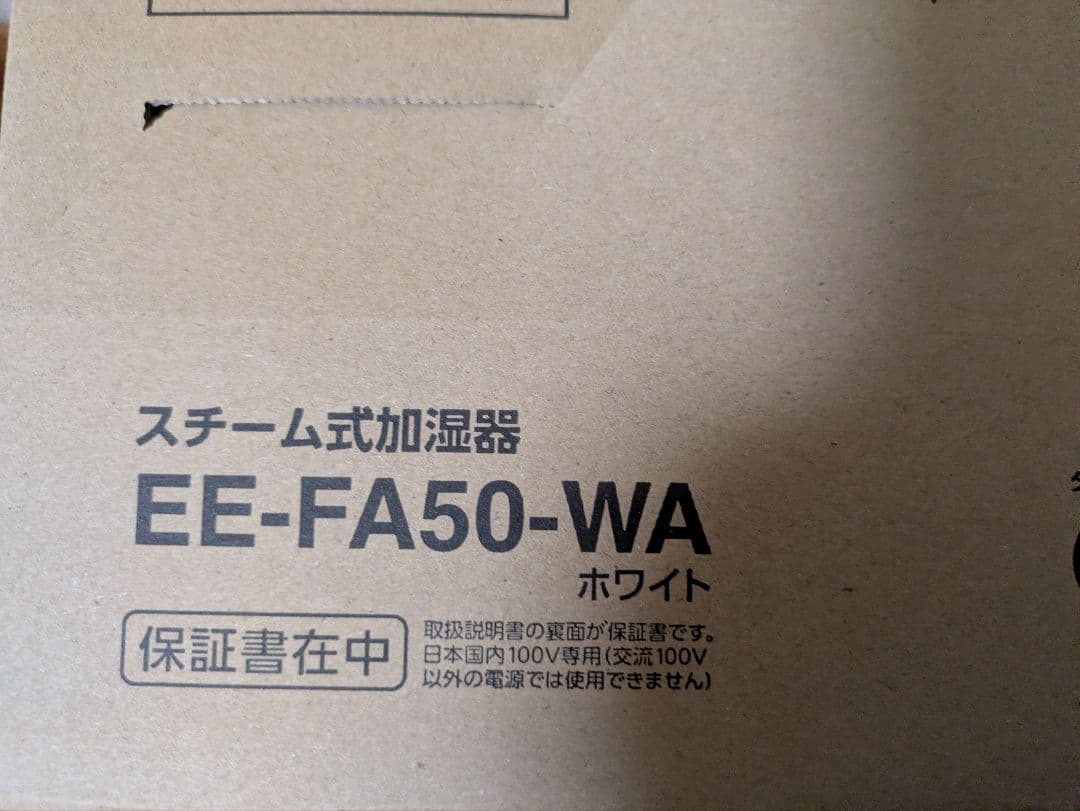 スチーム式加湿器
EE-FA50-WA
ホワイト
保証書在中
取扱説明書の裏面が保証書です。
日本国内100V専用(交流100V
以外の電源では使用できません)